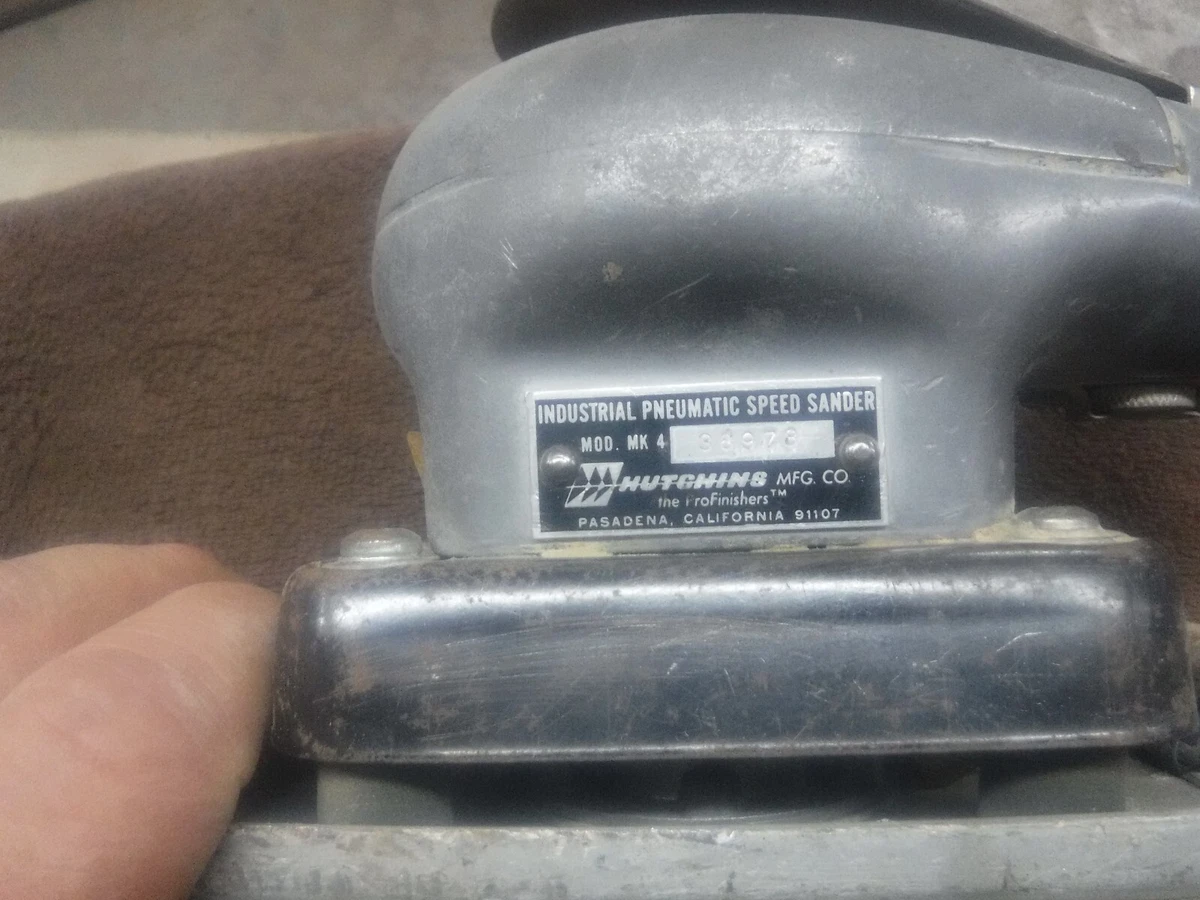 INDUSTRIAL PNEUMATIC SPEED SANDER
MOD. MK 4
HUTCHINS MFG. CO.
the ProFinishers™
PASADENA, CALIFORNIA 91107